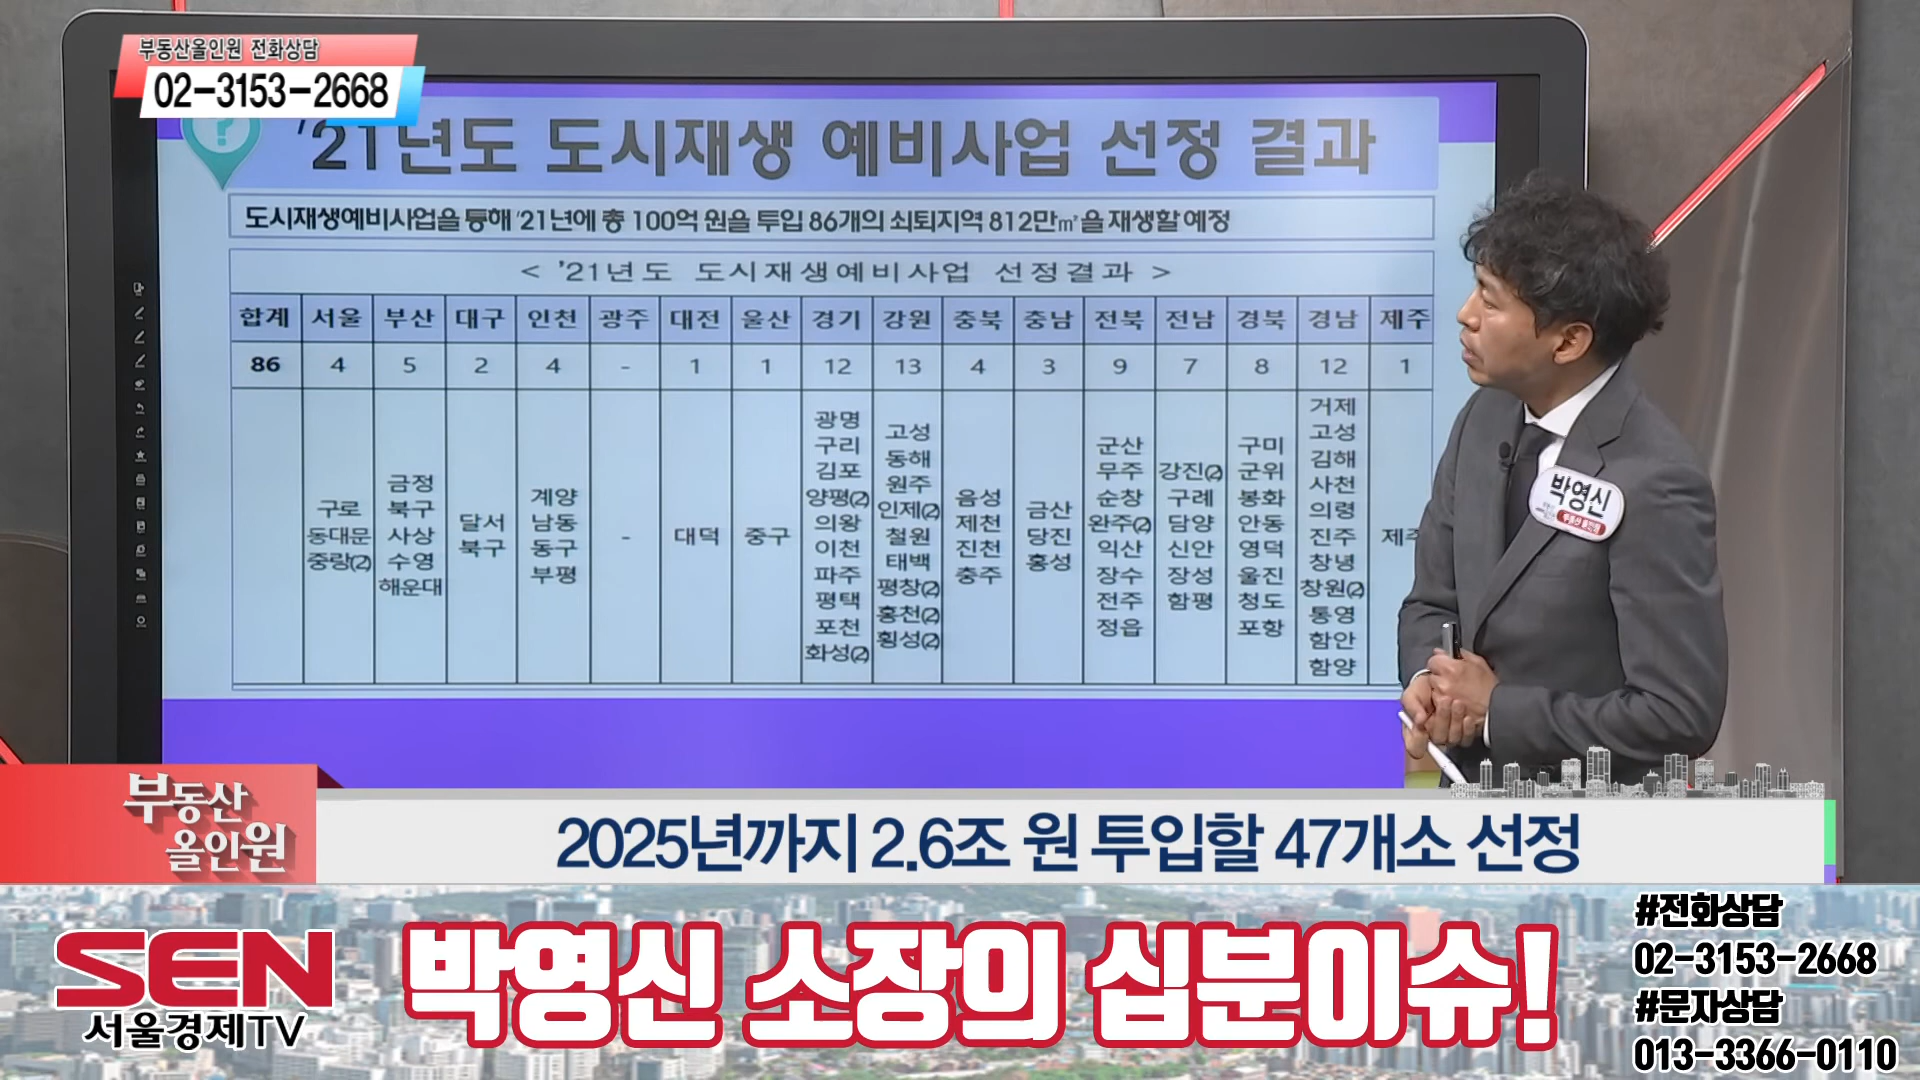 부동산올인원 전화상담
02-3153-2668
'21년도 도시재생 예비사업 선정 결과
도시재생예비사업을 통해 '21년에 총 100억 원을 투입 86개의 쇠퇴지역 812만㎡을 재생할 예정
< '21년도 도시재생예비사업 선정결과 >
합계 서울 부산 대구 인천 광주 대전 울산 경기 강원 충북 충남 전북 전남 경북 경남 제주
86 4 5 2 4 - 1 1 12 13 4 3 9 7 8 12 1
구로
동대문
중랑(2)
금정
북구
사상
수영
해운대
달서
북구
계양
남동
동구
부평
-
대덕
중구
광명
구리
김포
양평(2)
의왕
이천
파주
평택
포천
화성(2)
고성
동해
원주
인제(2)
철원
태백
평창(2)
홍천(2)
횡성(2)
음성
제천
진천
충주
금산
당진
홍성
군산
무주
순창
완주(2)
익산
장수
전주
정읍
강진(2)
구례
담양
신안
장성
함평
구미
군위
봉화
안동
영덕
울진
청도
포항
거제
고성
김해
사천
의령
진주
창녕
창원(2)
통영
함안
함양
제주
박영신
부동산
올인원
2025년까지 2.6조 원 투입할 47개소 선정
SEN
서울경제TV
박영신 소장의 십분이슈!
#전화상담
02-3153-2668
#문자상담
013-3366-0110